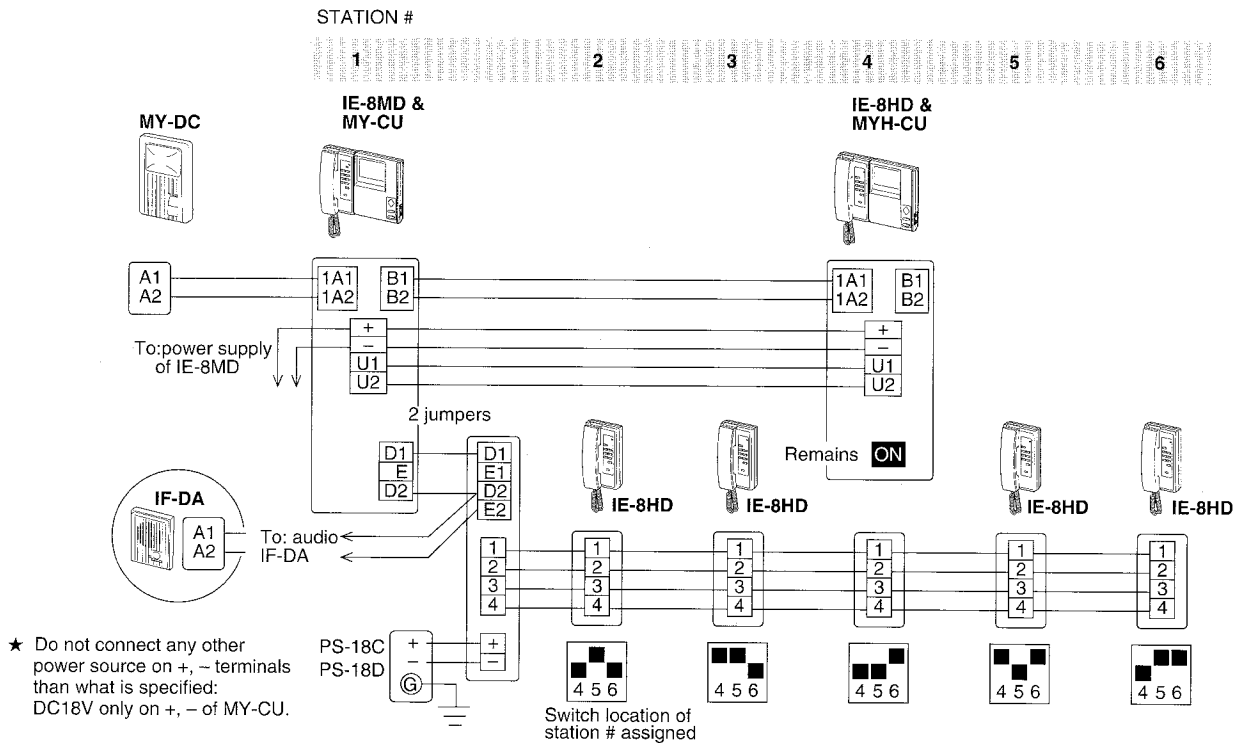 STATION #
1 2 3 4 5 6
MY-DC
IE-8MD &
MY-CU
IE-8HD &
MYH-CU
A1
A2
1A1
1A2
B1
B2
1A1
1A2
B1
B2
+
–
U1
U2
+
–
U1
U2
To:power supply
of IE-8MD
2 jumpers
D1
E
D2
D1
E1
D2
E2
Remains ON
IF-DA
A1
A2
To: audio
IF-DA
IE-8HD
IE-8HD
IE-8HD
IE-8HD
1
2
3
4
1
2
3
4
1
2
3
4
1
2
3
4
1
2
3
4
1
2
3
4
PS-18C
PS-18D
+
–
G
+
–
4 5 6
4 5 6
4 5 6
4 5 6
4 5 6
Switch location of
station # assigned
★ Do not connect any other
power source on +, – terminals
than what is specified:
DC18V only on +, – of MY-CU.